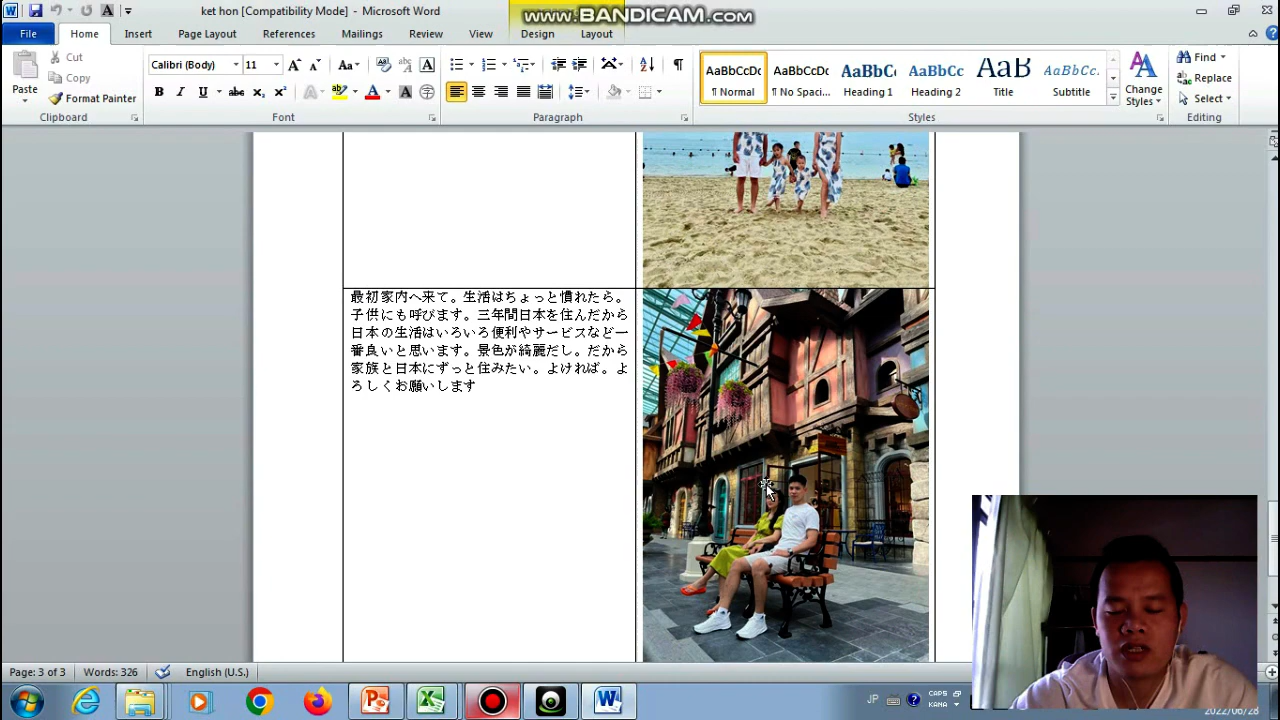 ket hon [Compatibility Mode] - Microsoft Word
www.BANDICAM.com
File
Home
Insert
Page Layout
References
Mailings
Review
View
Design
Layout
Paste
Cut
Copy
Format Painter
Clipboard
Calibri (Body)
11
Font
Paragraph
AaBbCcDc
¶ Normal
AaBbCcDc
¶ No Spaci...
AaBbC
Heading 1
AaBbCc
Heading 2
AaB
Title
AaBbCc.
Subtitle
Change Styles
Styles
Find
Replace
Select
Editing
最初家内へ来て。生活はちょっと慣れたら。
子供にも呼びます。三年間日本を住んだから
日本の生活はいろいろ便利やサービスなど一
番良いと思います。景色が綺麗だし。だから
家族と日本にずっと住みたい。よければ。よ
ろしくお願いします
Page: 3 of 3
Words: 326
English (U.S.)
JP
CAPS
KANA
2022/06/28